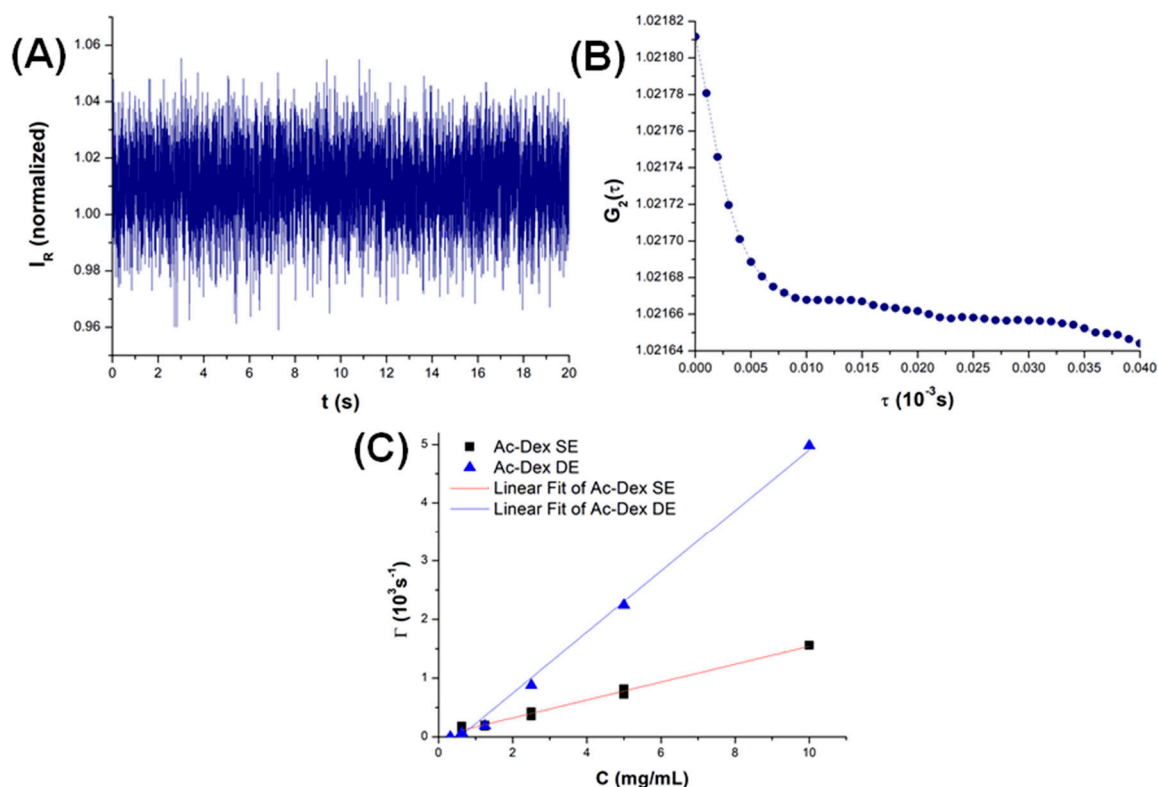 (A)
1.06
1.04
1.02
1.00
0.98
0.96
I_R (normalized)
0 2 4 6 8 10 12 14 16 18 20
t (s)
(B)
1.02182
1.02180
1.02178
1.02176
1.02174
1.02172
1.02170
1.02168
1.02166
1.02164
G₂(τ)
0.000 0.005 0.010 0.015 0.020 0.025 0.030 0.035 0.040
τ (10⁻³s)
(C)
Ac-Dex SE
Ac-Dex DE
Linear Fit of Ac-Dex SE
Linear Fit of Ac-Dex DE
5
4
3
2
1
0
Γ (10³s⁻¹)
0 2 4 6 8 10
C (mg/mL)